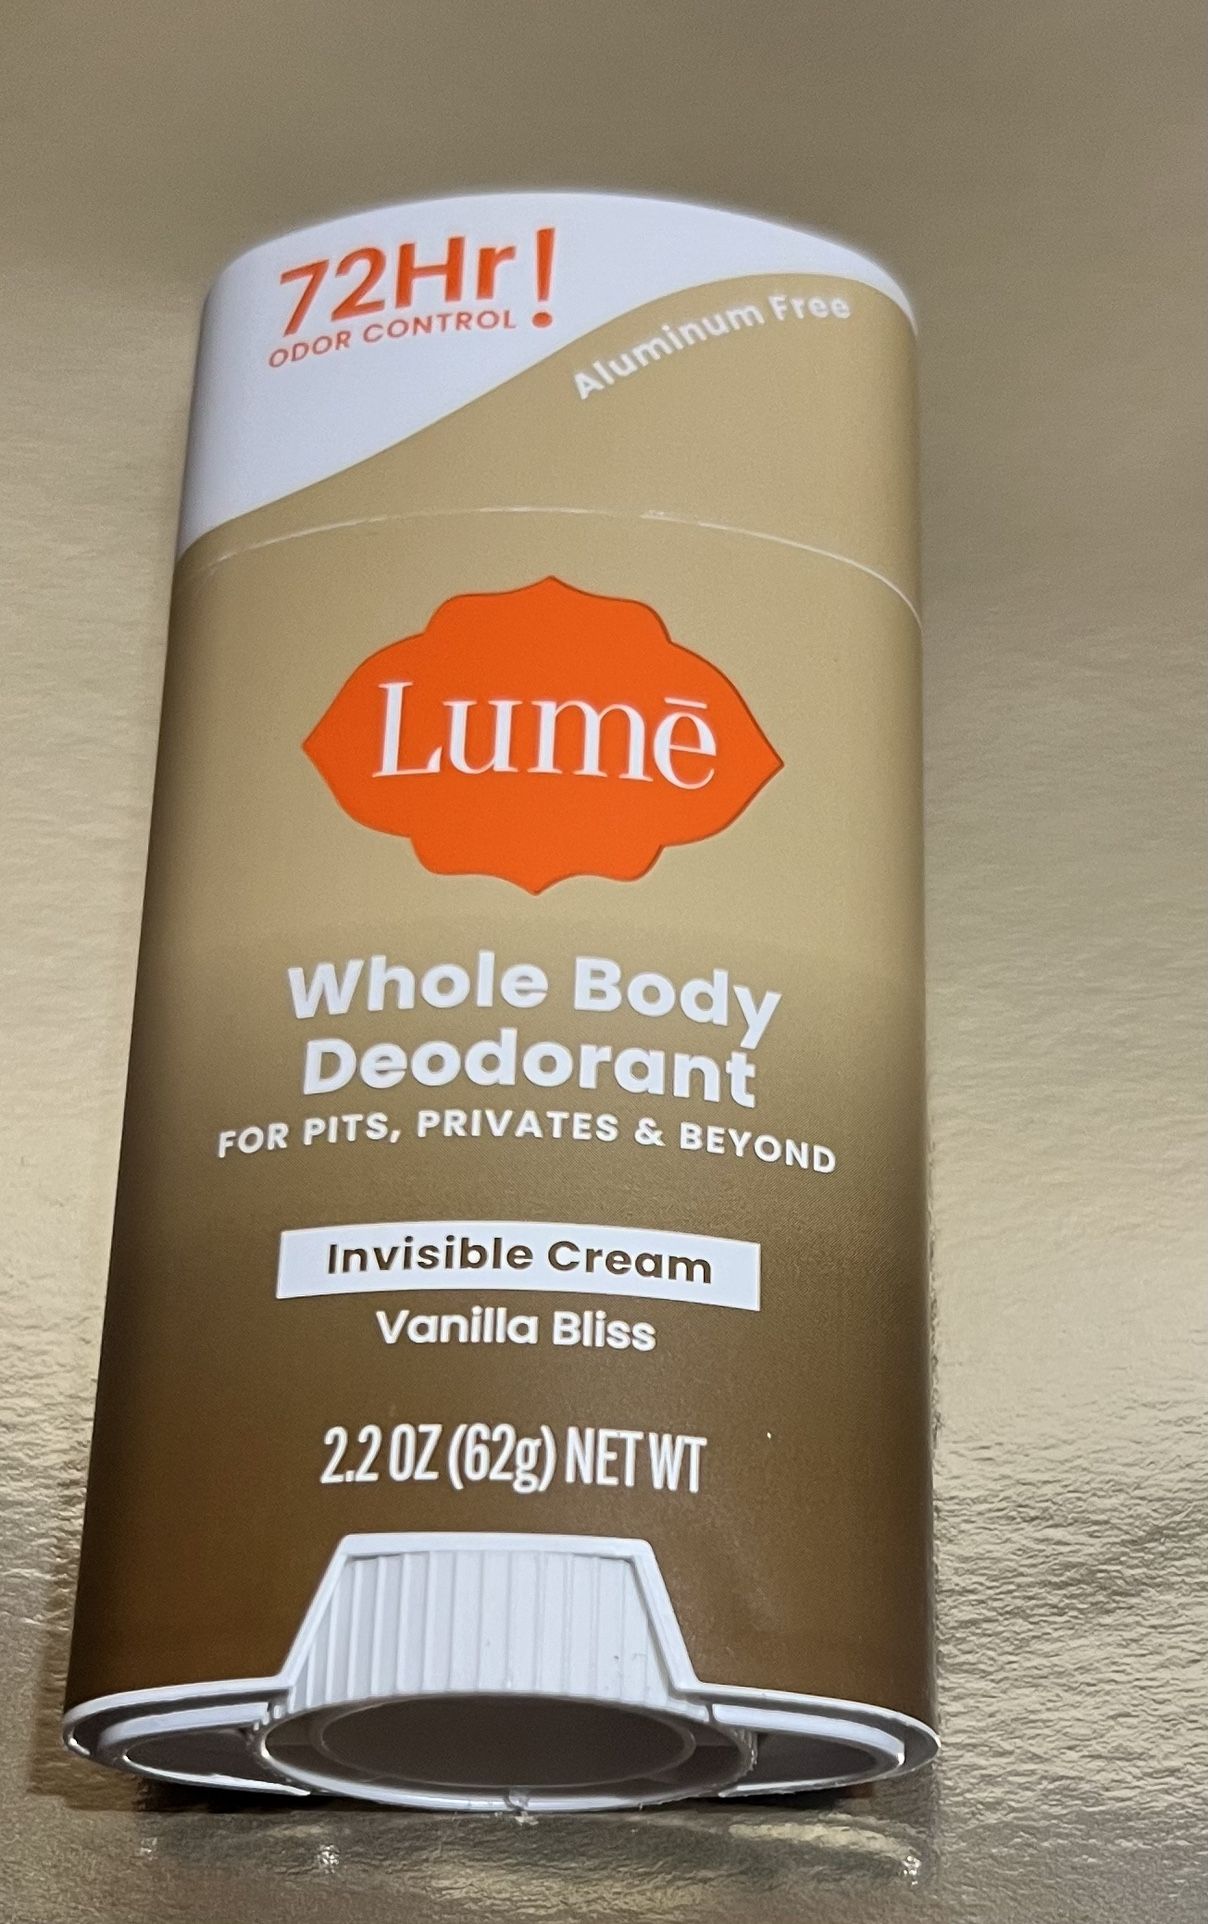 72Hr!
ODOR CONTROL
Aluminum Free
Lumē
Whole Body
Deodorant
FOR PITS, PRIVATES & BEYOND
Invisible Cream
Vanilla Bliss
2.2 OZ (62g) NET WT